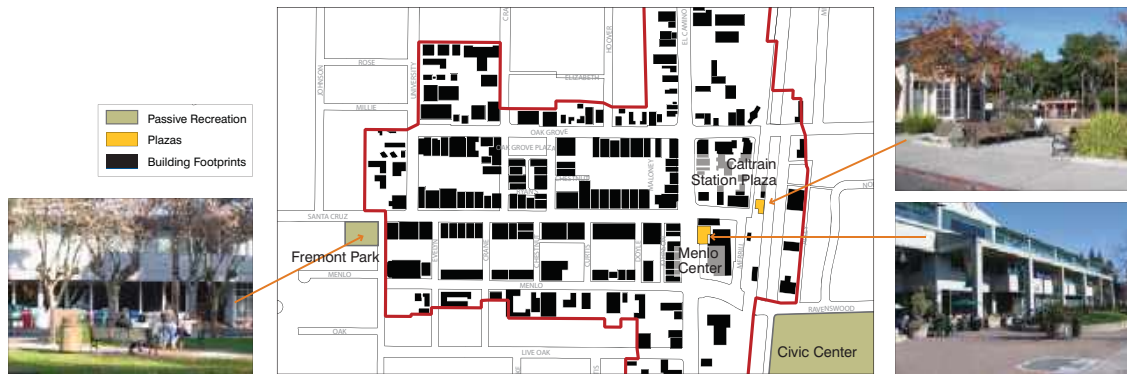 Passive Recreation
Plazas
Building Footprints
JOHNSON
ROSE
UNIVERSITY
MILLIE
HOOVER
EL CAMINO
ELIZABETH
OAK GROVE
OAK GROVE PLAZA
CHESTNUT
MALONEY
Caltrain
Station Plaza
SANTA CRUZ
Fremont Park
EVELYN
CRANE
CHESTNUT
CURTIS
DOYLE
Menlo
Center
MERRILL
MENLO
MENLO
RAVENSWOOD
OAK
LIVE OAK
Civic Center